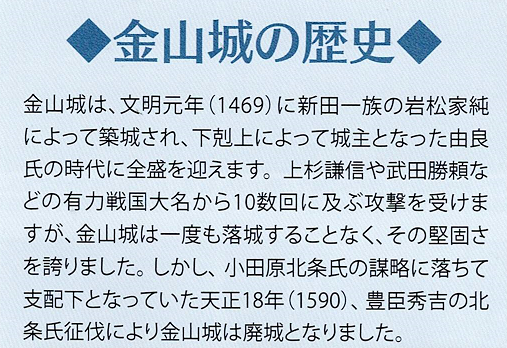 ◆金山城の歴史◆
金山城は、文明元年(1469)に新田一族の岩松家純
によって築城され、下剋上によって城主となった由良
氏の時代に全盛を迎えます。上杉謙信や武田勝頼な
どの有力戦国大名から10数回に及ぶ攻撃を受けま
すが、金山城は一度も落城することなく、その堅固さ
を誇りました。しかし、小田原北条氏の謀略に落ちて
支配下となっていた天正18年(1590)、豊臣秀吉の北
条氏征伐により金山城は廃城となりました。